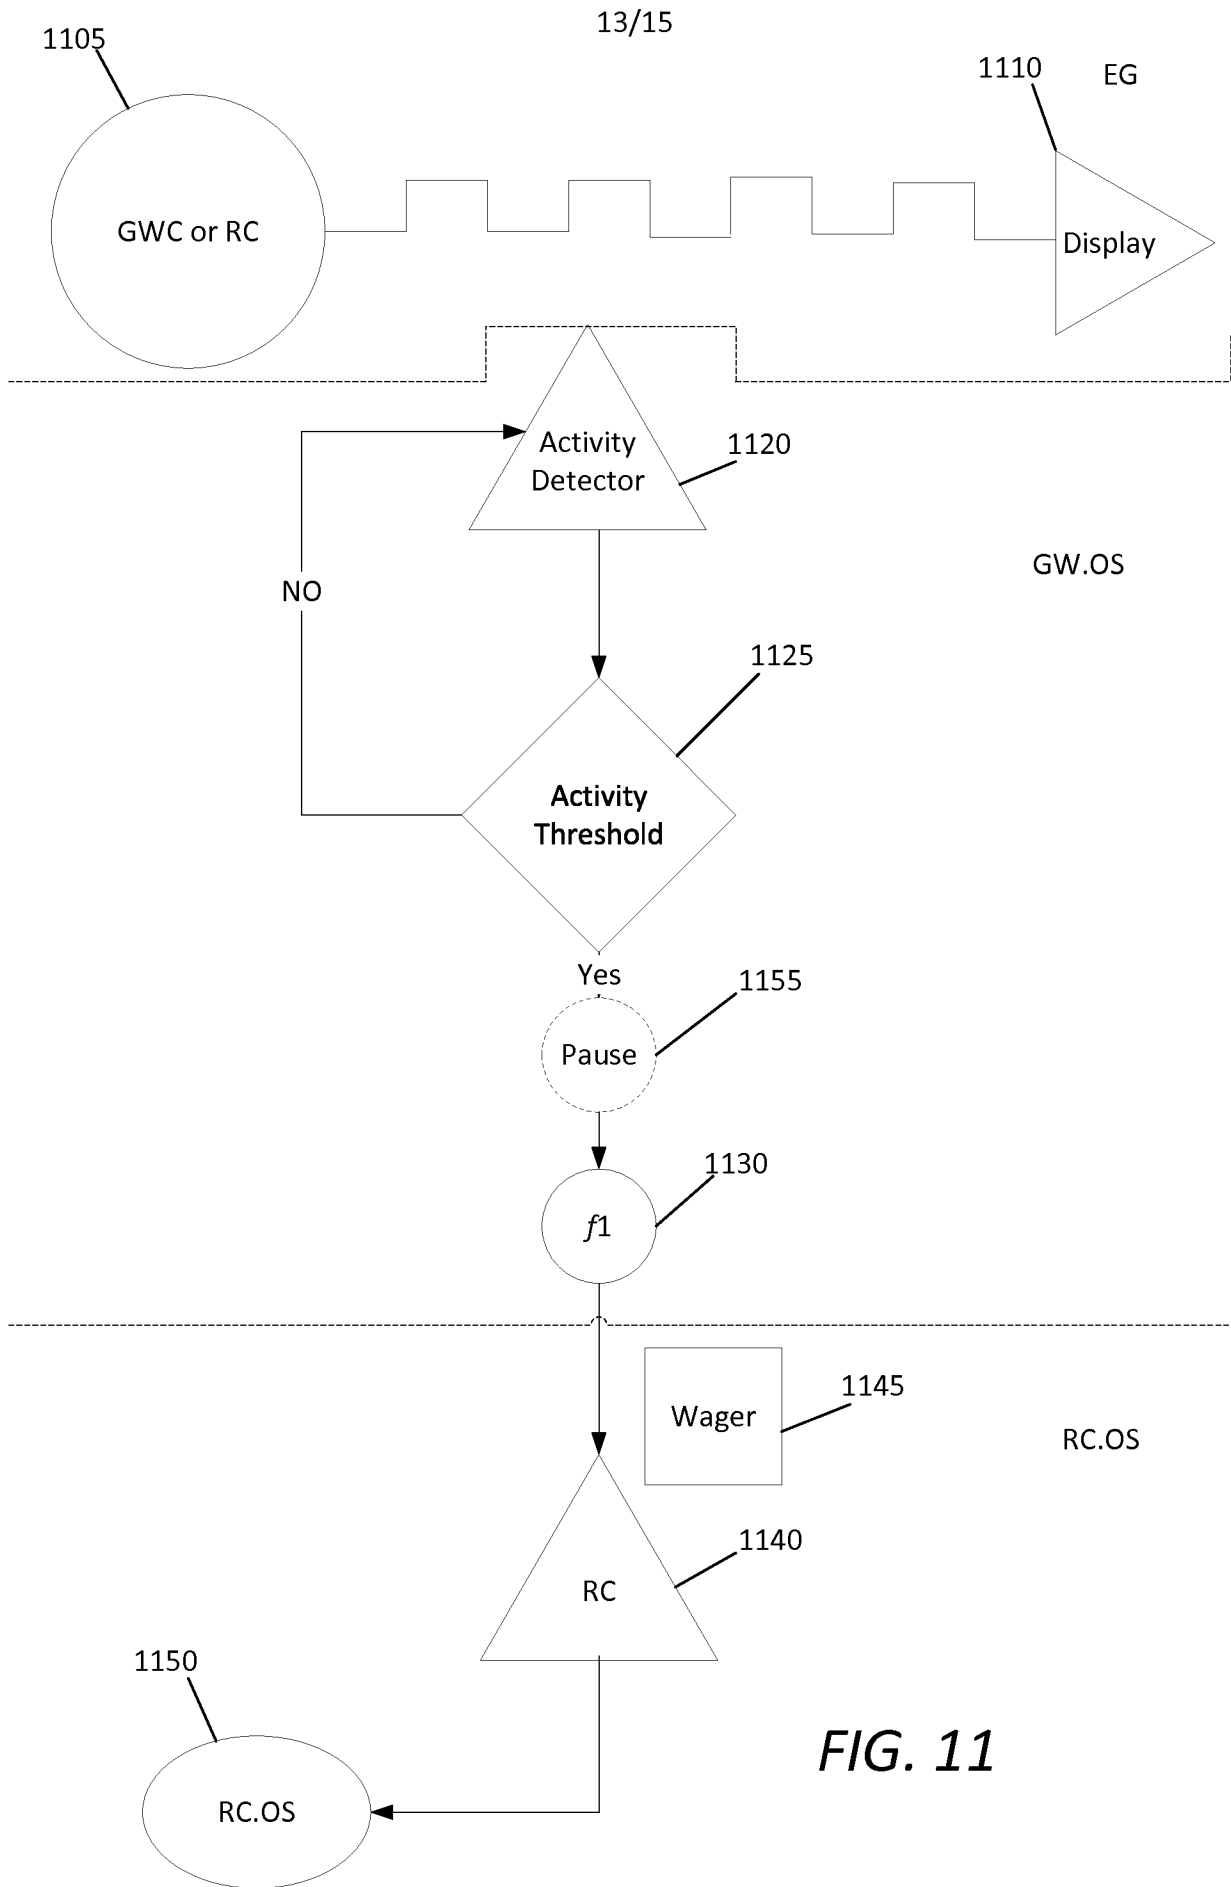 13/15
1105
1110
EG
GWC or RC
Display
Activity
Detector
1120
GW.OS
NO
1125
Activity
Threshold
Yes
1155
Pause
1130
f1
Wager
1145
RC.OS
1140
RC
1150
RC.OS
FIG. 11